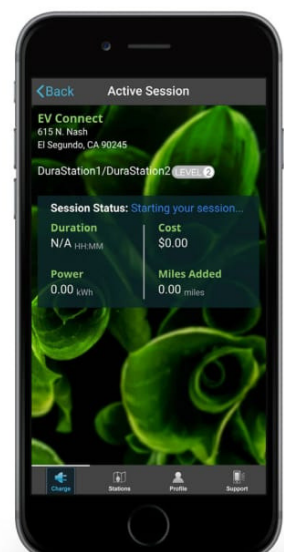 Back Active Session
EV Connect
615 N. Nash
El Segundo, CA 90245
DuraStation1/DuraStation2 LEVEL 2
Session Status: Starting your session...
Duration Cost
N/A HH:MM $0.00
Power Miles Added
0.00 kWh 0.00 miles
Charge Stations Profile Support